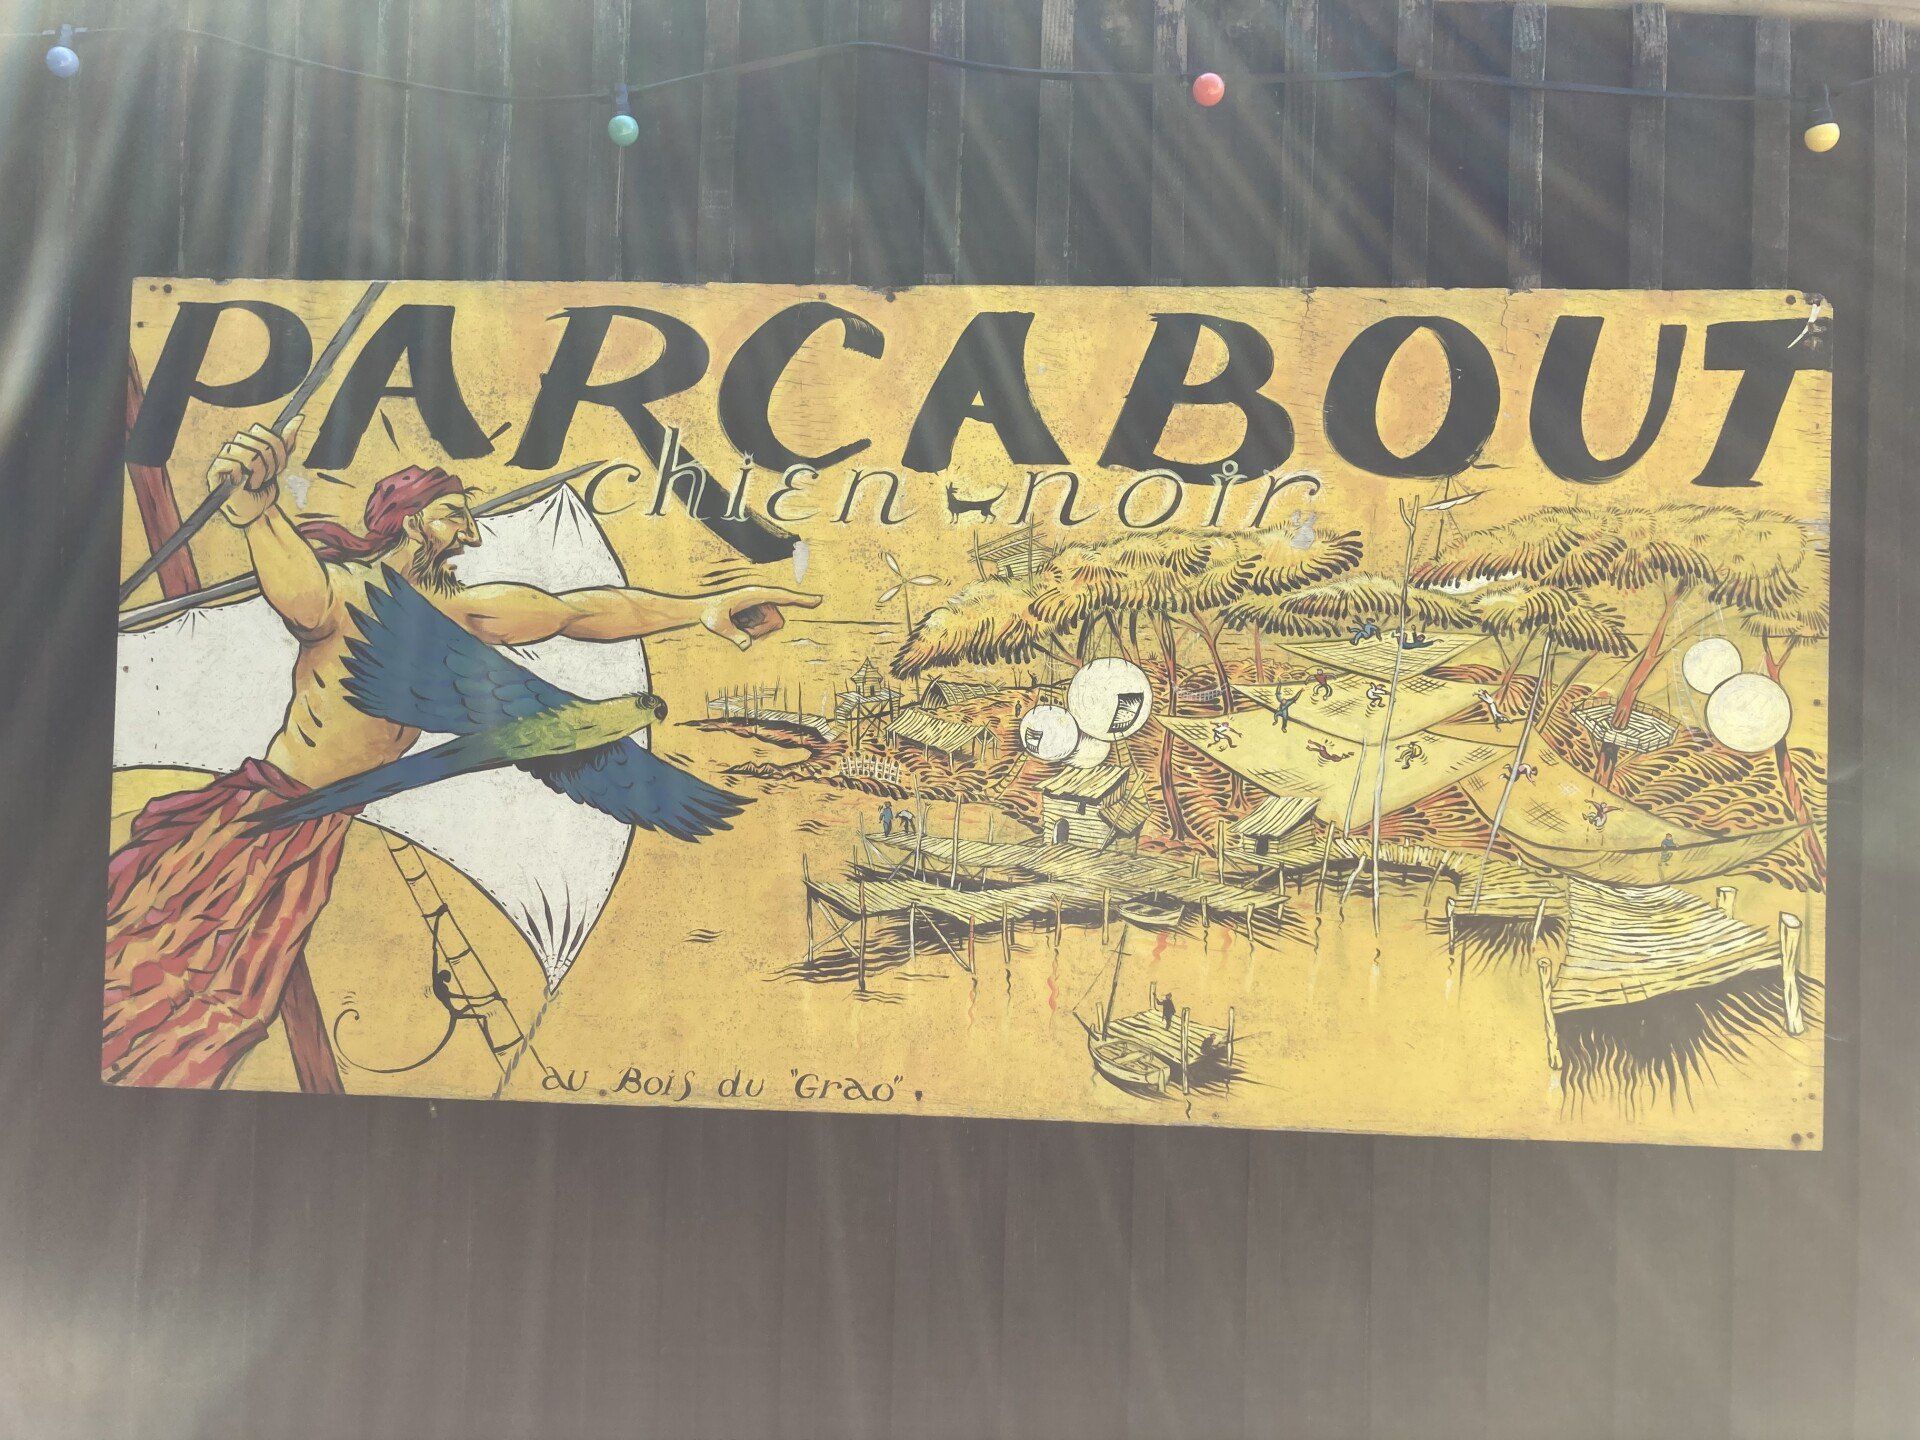 PARCABOUT
chien noir
au Bois du "Grao".